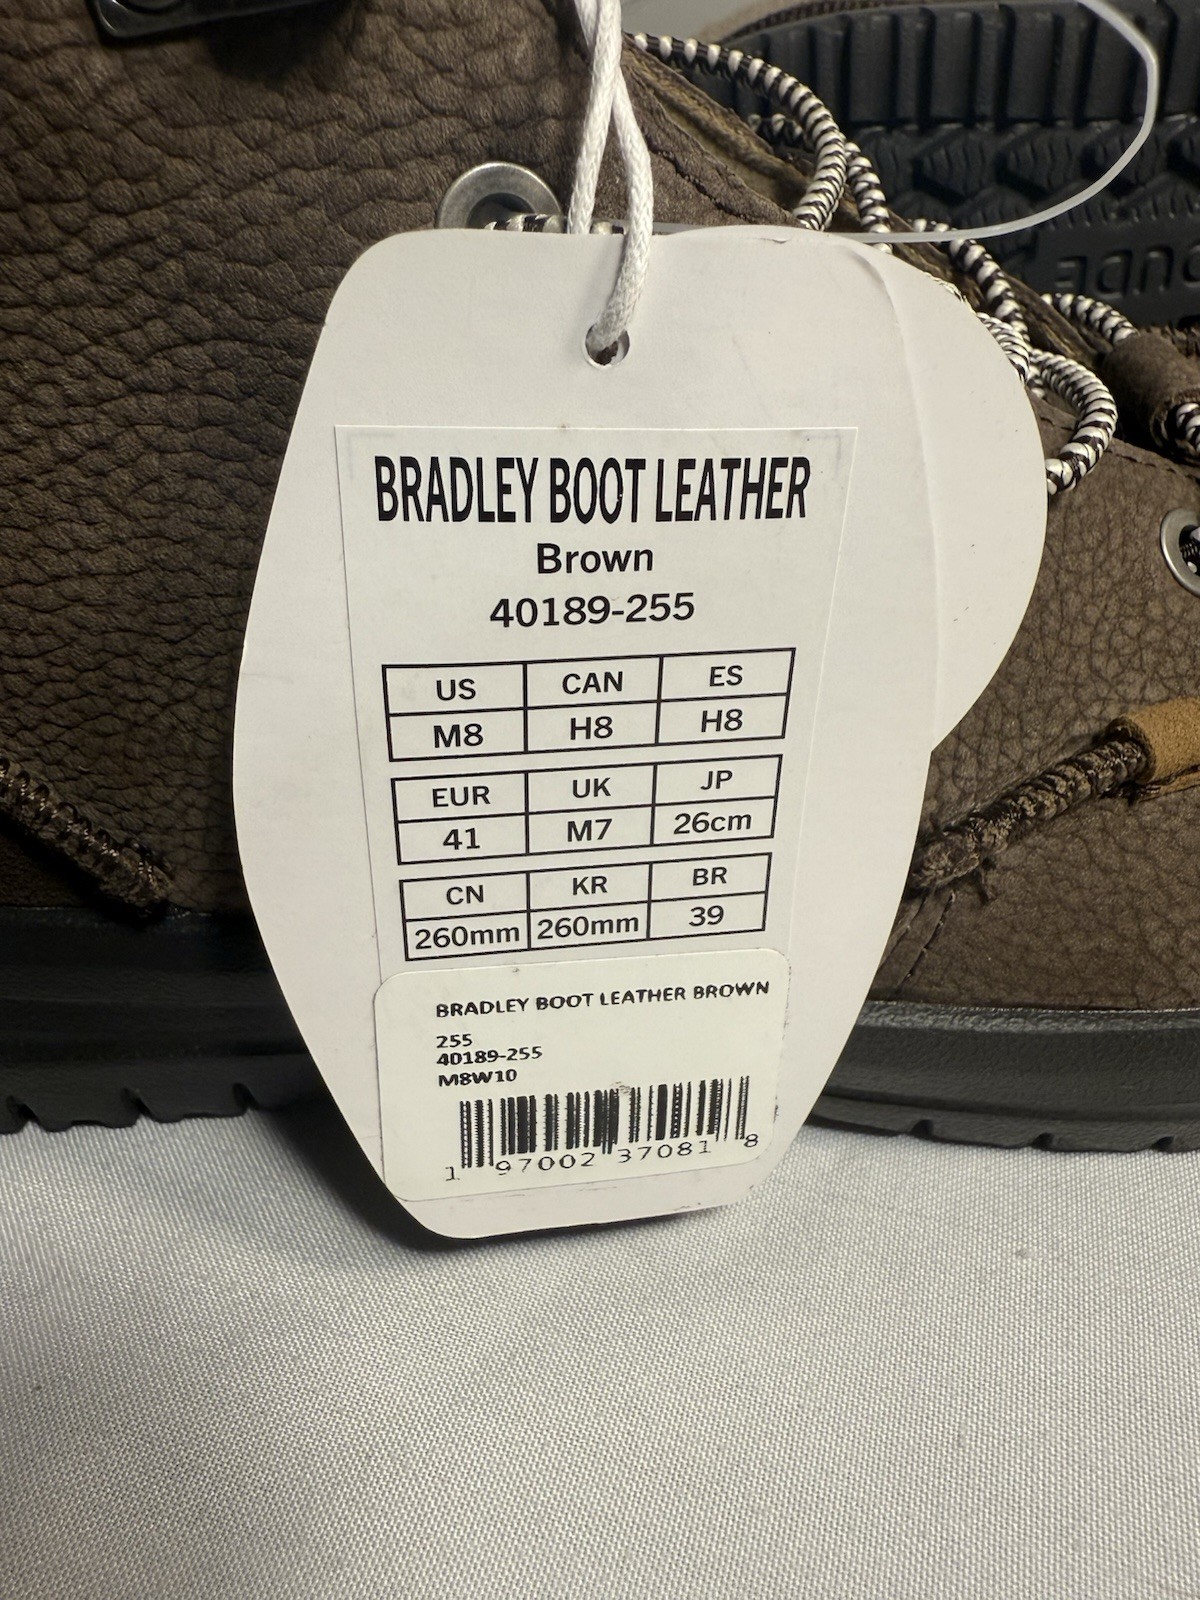 BRADLEY BOOT LEATHER
Brown
40189-255
US CAN ES
M8 H8 H8
EUR UK JP
41 M7 26cm
CN KR BR
260mm 260mm 39
BRADLEY BOOT LEATHER BROWN
255
40189-255
M8W10
1 97002 37081 8